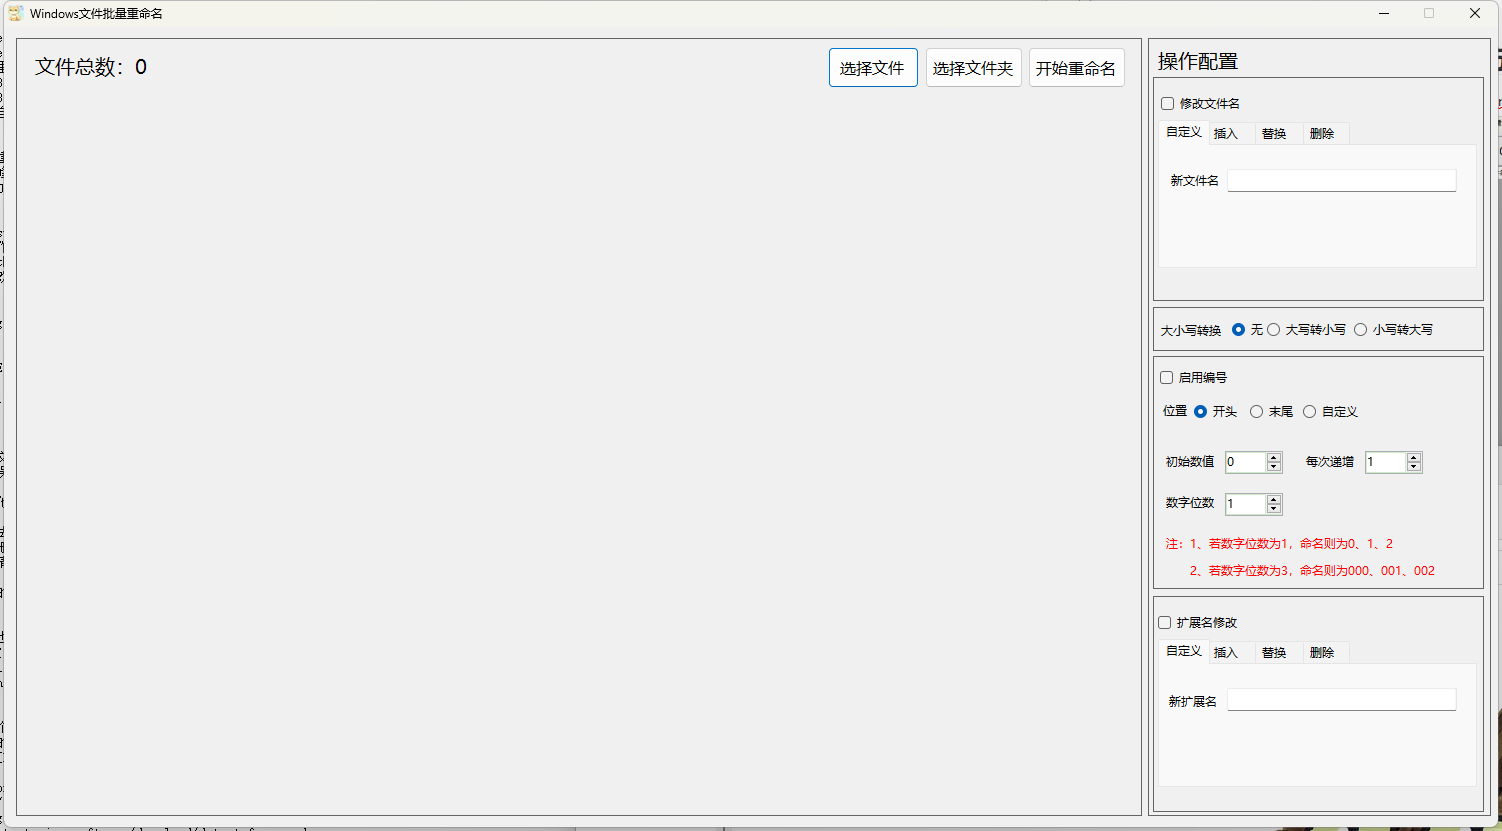 Windows文件批量重命名
文件总数：0
选择文件 选择文件夹 开始重命名
操作配置
修改文件名
自定义 插入 替换 删除
新文件名
大小写转换 无 大写转小写 小写转大写
启用编号
位置 开头 末尾 自定义
初始数值 0 每次递增 1
数字位数 1
注：1、若数字位数为1，命名则为0、1、2
2、若数字位数为3，命名则为000、001、002
扩展名修改
自定义 插入 替换 删除
新扩展名